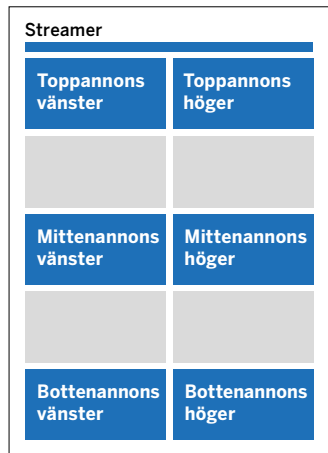 Streamer
Toppannons
vänster
Toppannons
höger
Mittenannons
vänster
Mittenannons
höger
Bottenannons
vänster
Bottenannons
höger